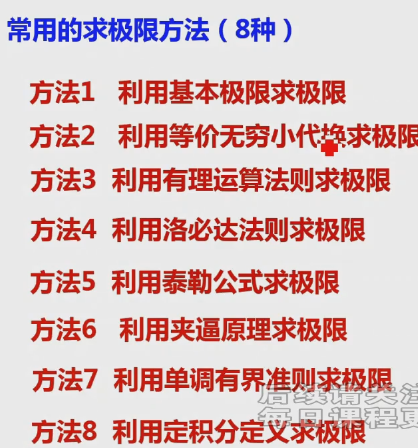 常用的求极限方法（8种）
方法1 利用基本极限求极限
方法2 利用等价无穷小代换求极限
方法3 利用有理运算法则求极限
方法4 利用洛必达法则求极限
方法5 利用泰勒公式求极限
方法6 利用夹逼原理求极限
方法7 利用单调有界准则求极限
后续请关注
方法8 利用定积分定义求极限
每日课程更